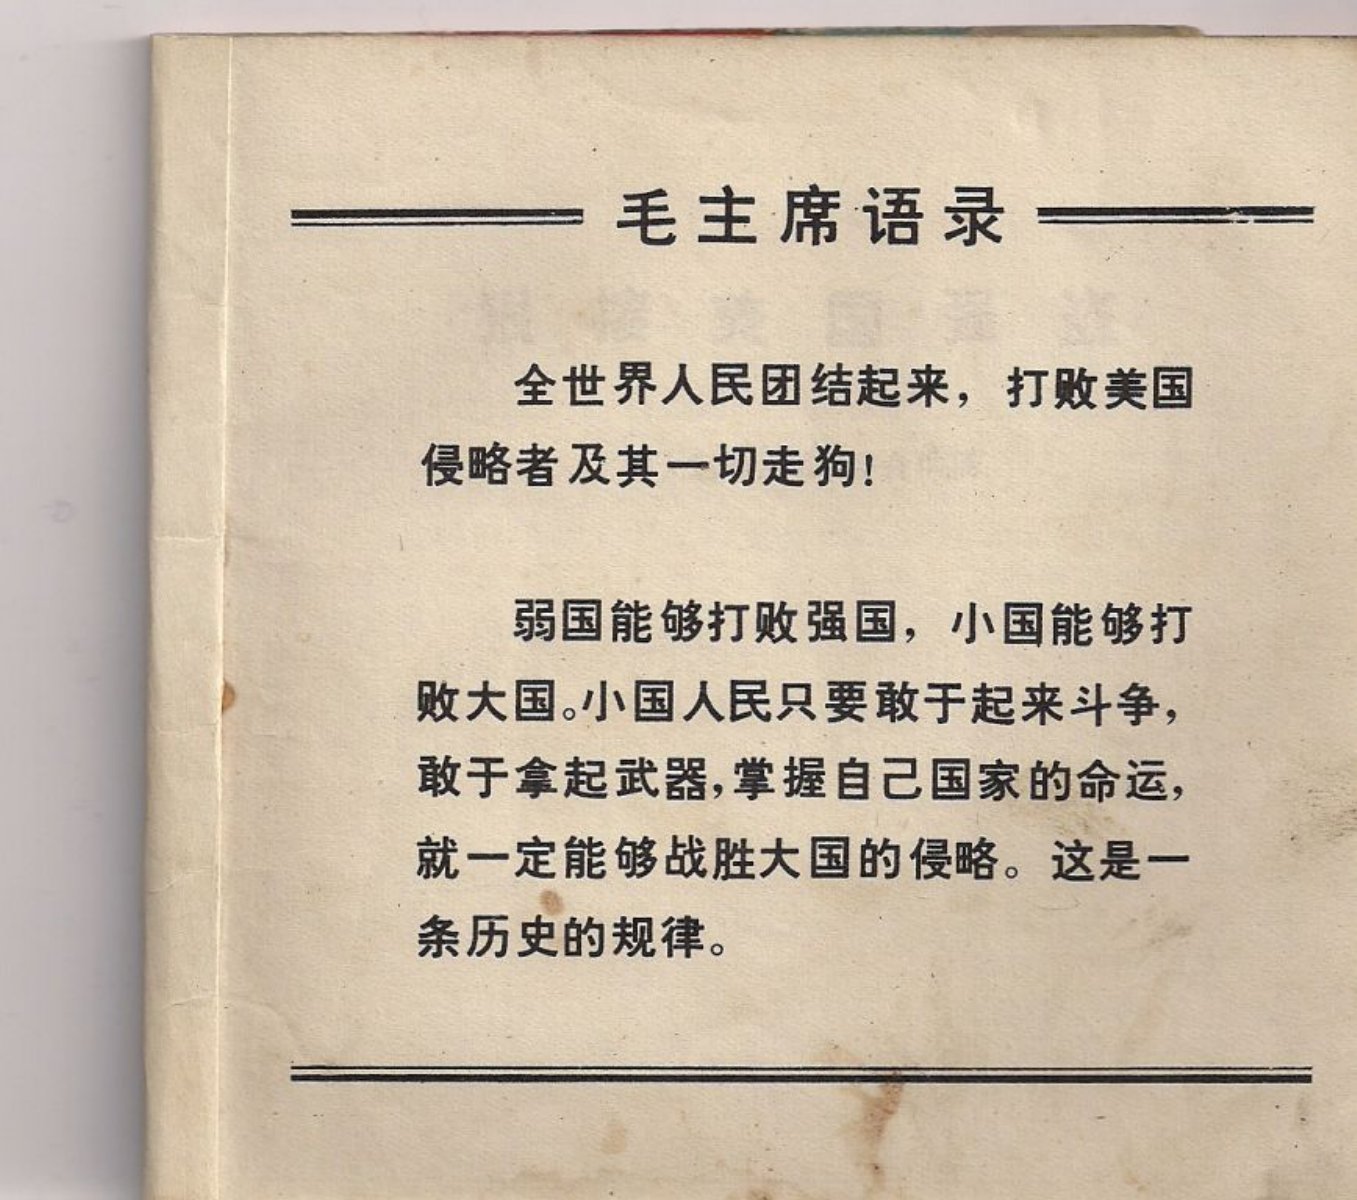 毛主席语录
全世界人民团结起来，打败美国
侵略者及其一切走狗！
弱国能够打败强国，小国能够打
败大国。小国人民只要敢于起来斗争，
敢于拿起武器，掌握自己国家的命运，
就一定能够战胜大国的侵略。这是一
条历史的规律。